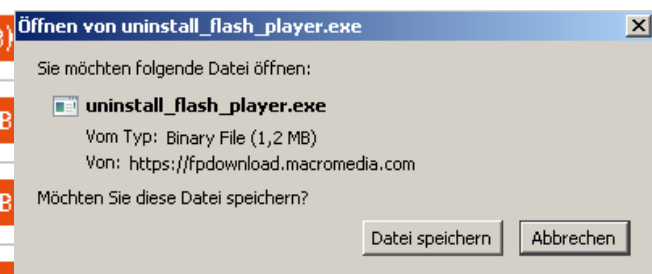 Öffnen von uninstall_flash_player.exe
Sie möchten folgende Datei öffnen:
uninstall_flash_player.exe
Vom Typ: Binary File (1,2 MB)
Von: https://fpdownload.macromedia.com
Möchten Sie diese Datei speichern?
Datei speichern Abbrechen